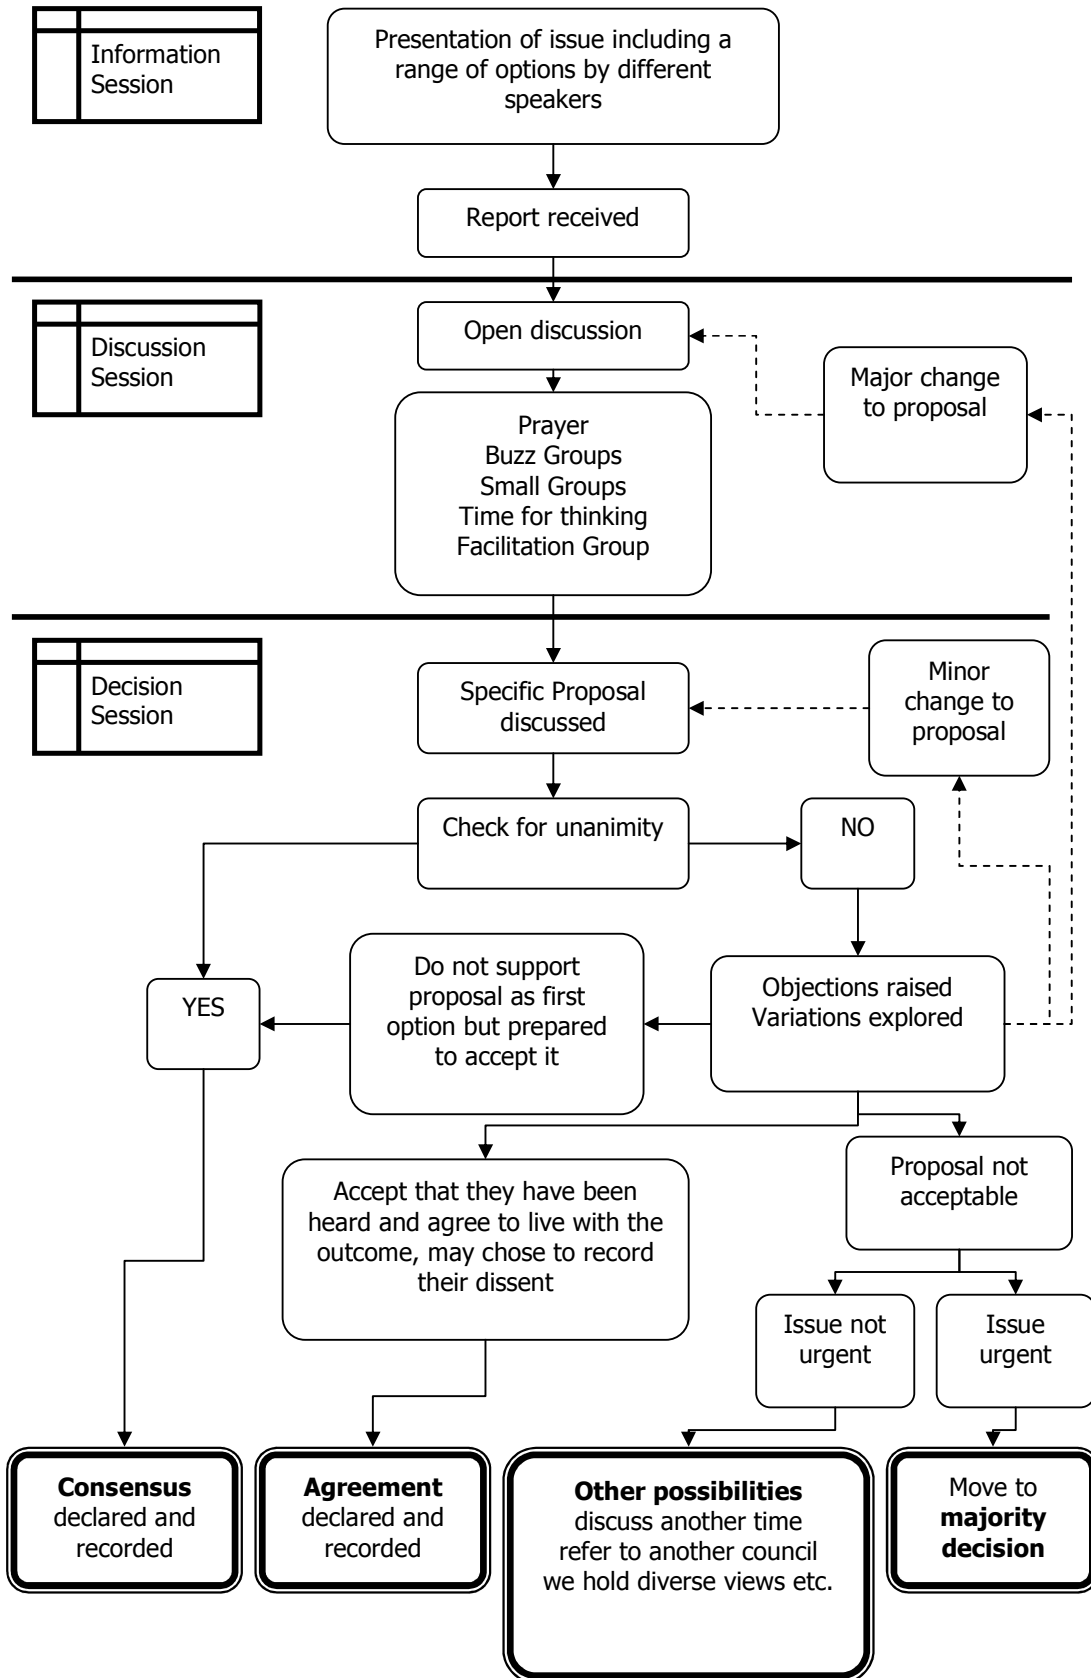 Information
Session
Presentation of issue including a
range of options by different
speakers
Report received
Discussion
Session
Open discussion
Major change
to proposal
Prayer
Buzz Groups
Small Groups
Time for thinking
Facilitation Group
Decision
Session
Specific Proposal
discussed
Minor
change to
proposal
Check for unanimity
NO
YES
Do not support
proposal as first
option but prepared
to accept it
Objections raised
Variations explored
Accept that they have been
heard and agree to live with the
outcome, may chose to record
their dissent
Proposal not
acceptable
Issue not
urgent
Issue
urgent
Consensus
declared and
recorded
Agreement
declared and
recorded
Other possibilities
discuss another time
refer to another council
we hold diverse views etc.
Move to
majority
decision